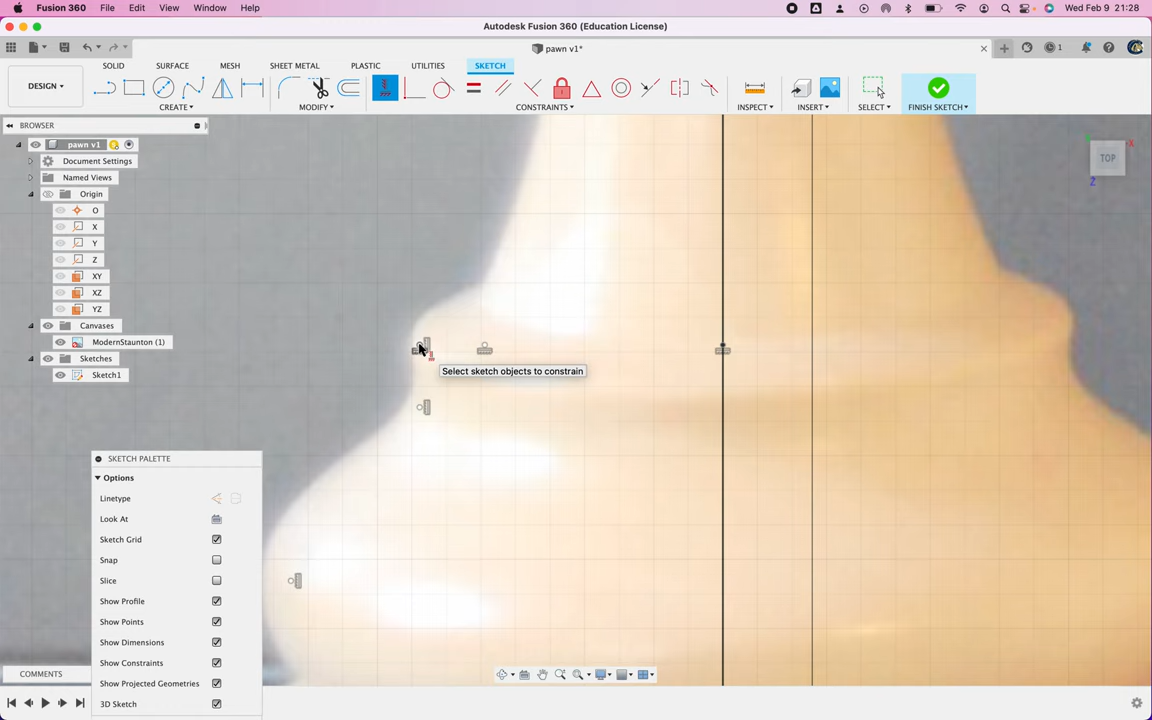 Fusion 360 File Edit View Window Help Wed Feb 9 21:28
Autodesk Fusion 360 (Education License)
pawn v1*
1
DESIGN
SOLID SURFACE MESH SHEET METAL PLASTIC UTILITIES SKETCH
CREATE MODIFY CONSTRAINTS INSPECT INSERT SELECT FINISH SKETCH
BROWSER
pawn v1
Document Settings
Named Views
Origin
O
X
Y
Z
XY
XZ
YZ
Canvases
ModernStaunton (1)
Sketches
Sketch1
TOP
X
Z
Select sketch objects to constrain
SKETCH PALETTE
Options
Linetype
Look At
Sketch Grid
Snap
Slice
Show Profile
Show Points
Show Dimensions
Show Constraints
Show Projected Geometries
3D Sketch
COMMENTS